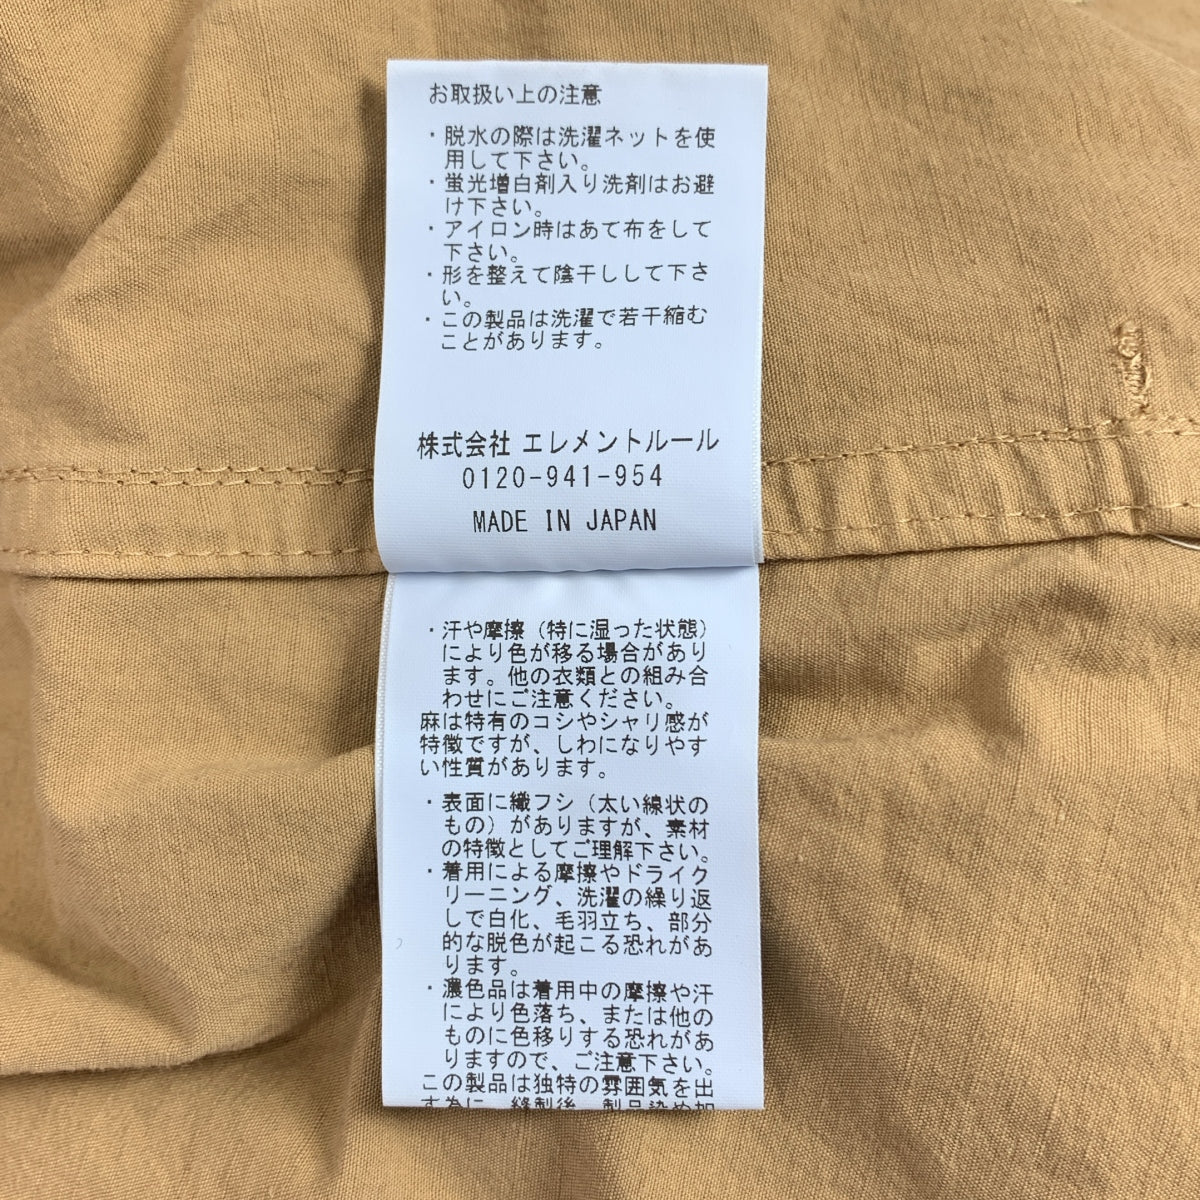 お取扱い上の注意
・脱水の際は洗濯ネットを使
用して下さい。
・蛍光増白剤入り洗剤はお避
け下さい。
・アイロン時はあて布をして
下さい。
・形を整えて陰干しして下さ
い。
・この製品は洗濯で若干縮む
ことがあります。
株式会社 エレメントルール
0120-941-954
MADE IN JAPAN
・汗や摩擦（特に湿った状態）
により色が移る場合があり
ます。他の衣類との組み合
わせにご注意ください。
麻は特有のコシやシャリ感が
特徴ですが、しわになりやす
い性質があります。
・表面に織フシ（太い線状の
もの）がありますが、素材
の特徴としてご理解下さい。
・着用による摩擦やドライク
リーニング、洗濯の繰り返
しで白化、毛羽立ち、部分
的な脱色が起こる恐れがあ
ります。
・濃色品は着用中の摩擦や汗
により色落ち、または他の
ものに色移りする恐れがあ
りますので、ご注意下さい。
この製品は独特の雰囲気を出
す為に、縫製後、製品染め加